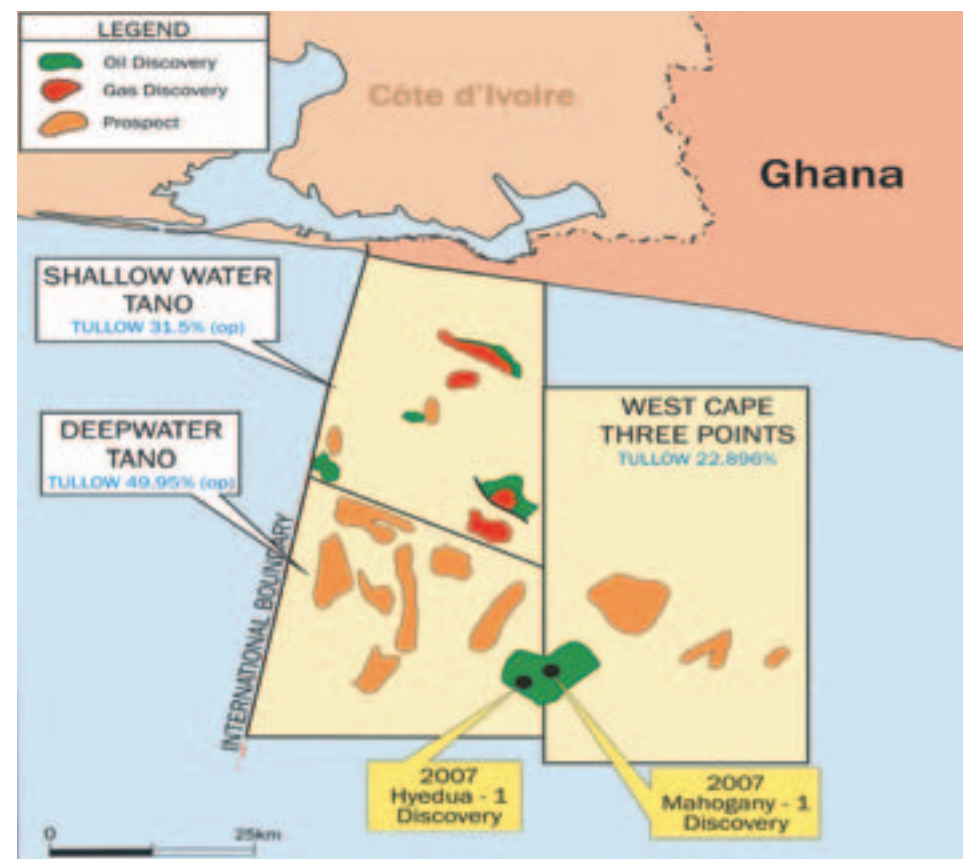 LEGEND
Oil Discovery
Gas Discovery
Prospect
Côte d'Ivoire
Ghana
SHALLOW WATER
TANO
TULLOW 31.5% (op)
DEEPWATER
TANO
TULLOW 49.95% (op)
WEST CAPE
THREE POINTS
TULLOW 22.896%
INTERNATIONAL BOUNDARY
2007
Hyedua - 1
Discovery
2007
Mahogany - 1
Discovery
0
25km